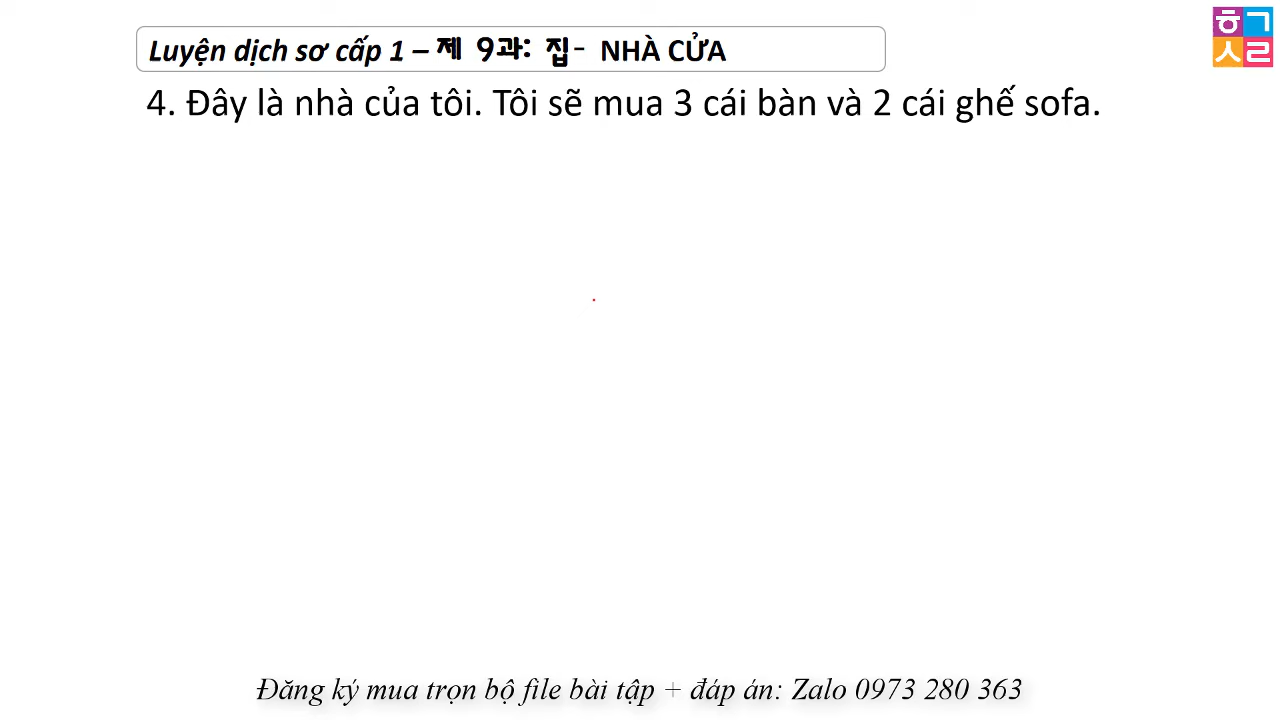 Luyện dịch sơ cấp 1 – 제 9과: 집- NHÀ CỬA
ㅎㄱ
ㅅㄹ
4. Đây là nhà của tôi. Tôi sẽ mua 3 cái bàn và 2 cái ghế sofa.
Đăng ký mua trọn bộ file bài tập + đáp án: Zalo 0973 280 363